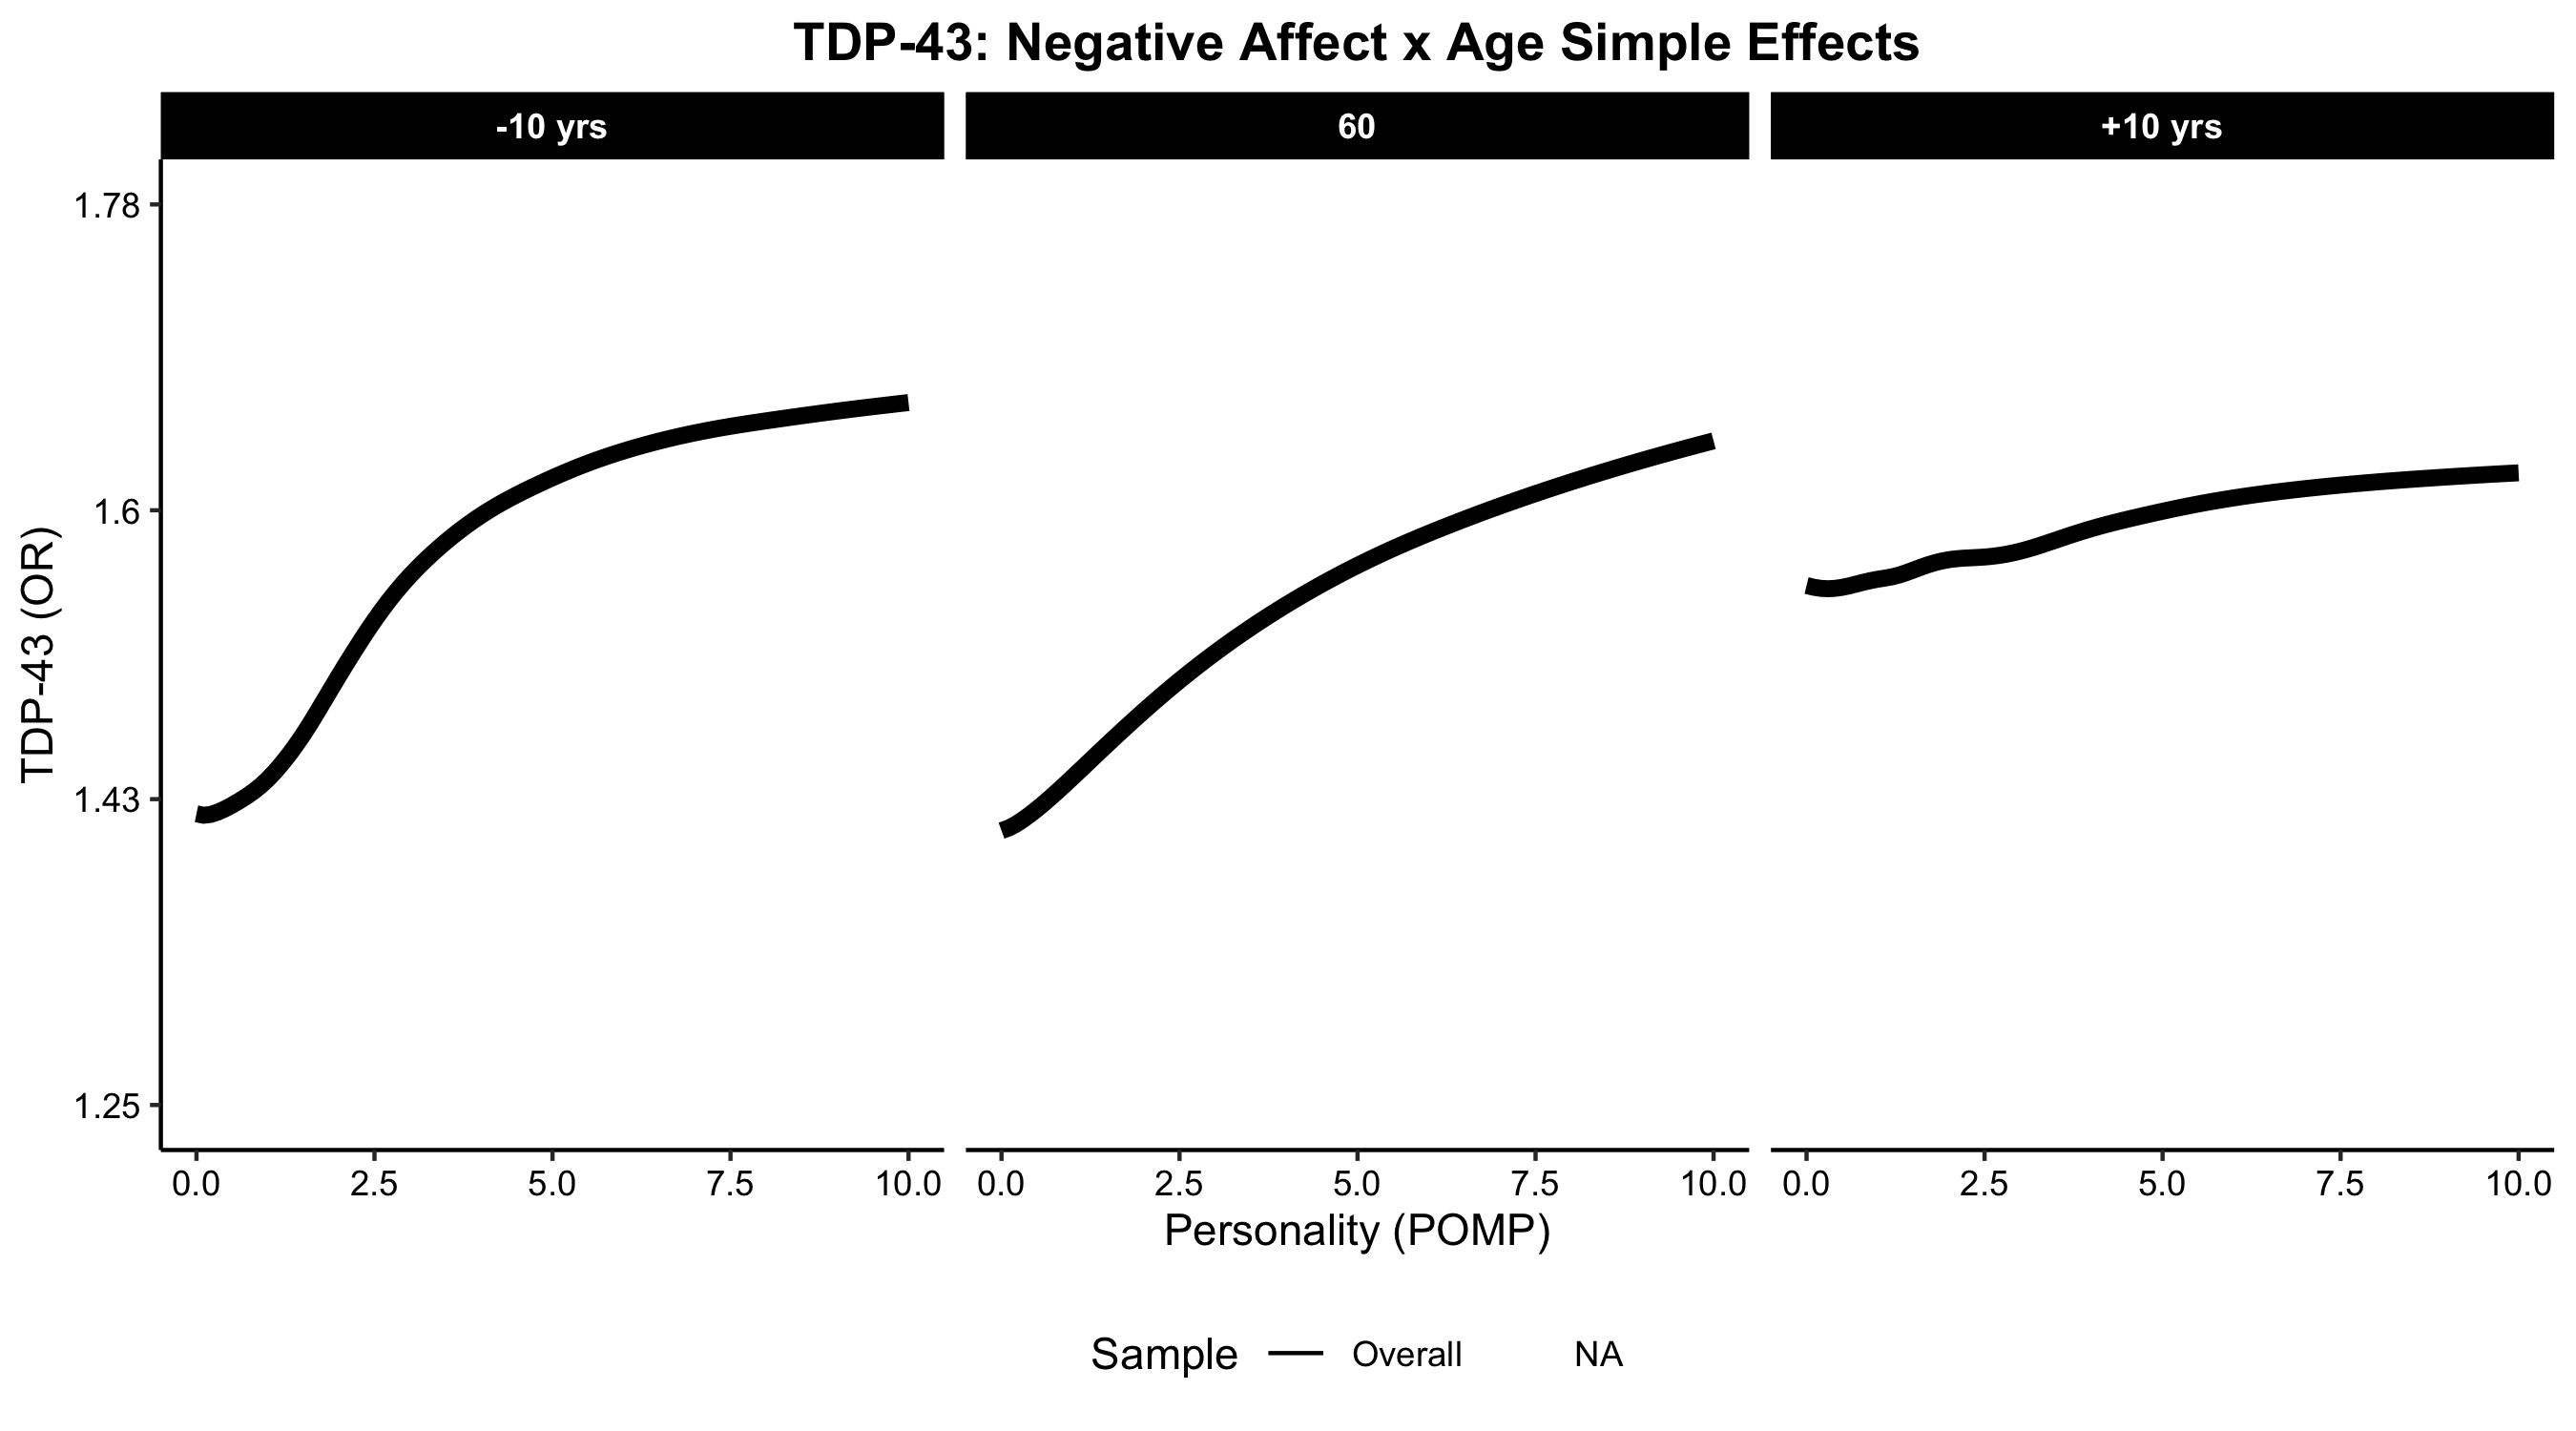 TDP-43: Negative Affect x Age Simple Effects
-10 yrs
60
+10 yrs
TDP-43 (OR)
1.78
1.6
1.43
1.25
0.0 2.5 5.0 7.5 10.0
0.0 2.5 5.0 7.5 10.0
0.0 2.5 5.0 7.5 10.0
Personality (POMP)
Sample Overall NA